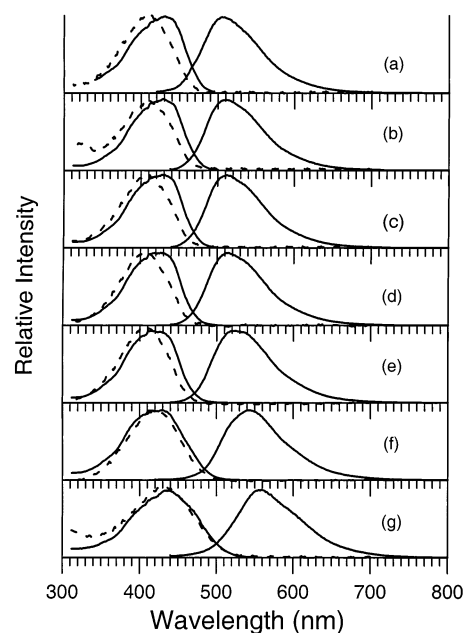 (a)
(b)
(c)
(d)
(e)
(f)
(g)
Relative Intensity
300 400 500 600 700 800
Wavelength (nm)